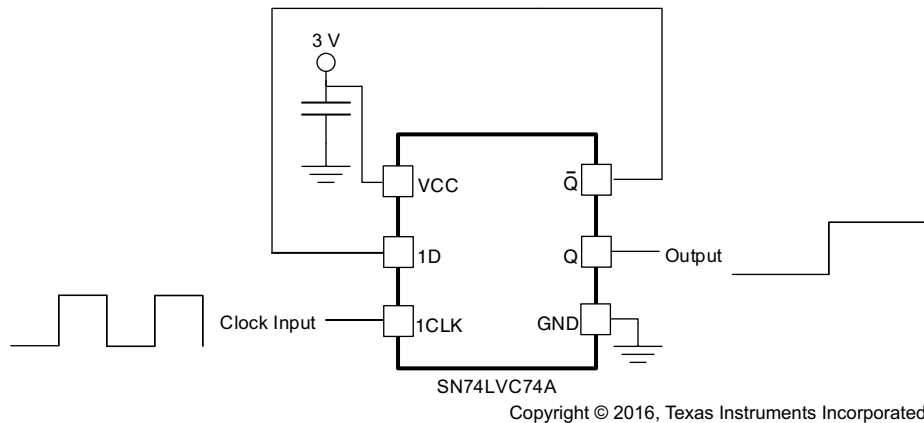 3 V
VCC
Q̄
1D
Q
Output
Clock Input
1CLK
GND
SN74LVC74A
Copyright © 2016, Texas Instruments Incorporated